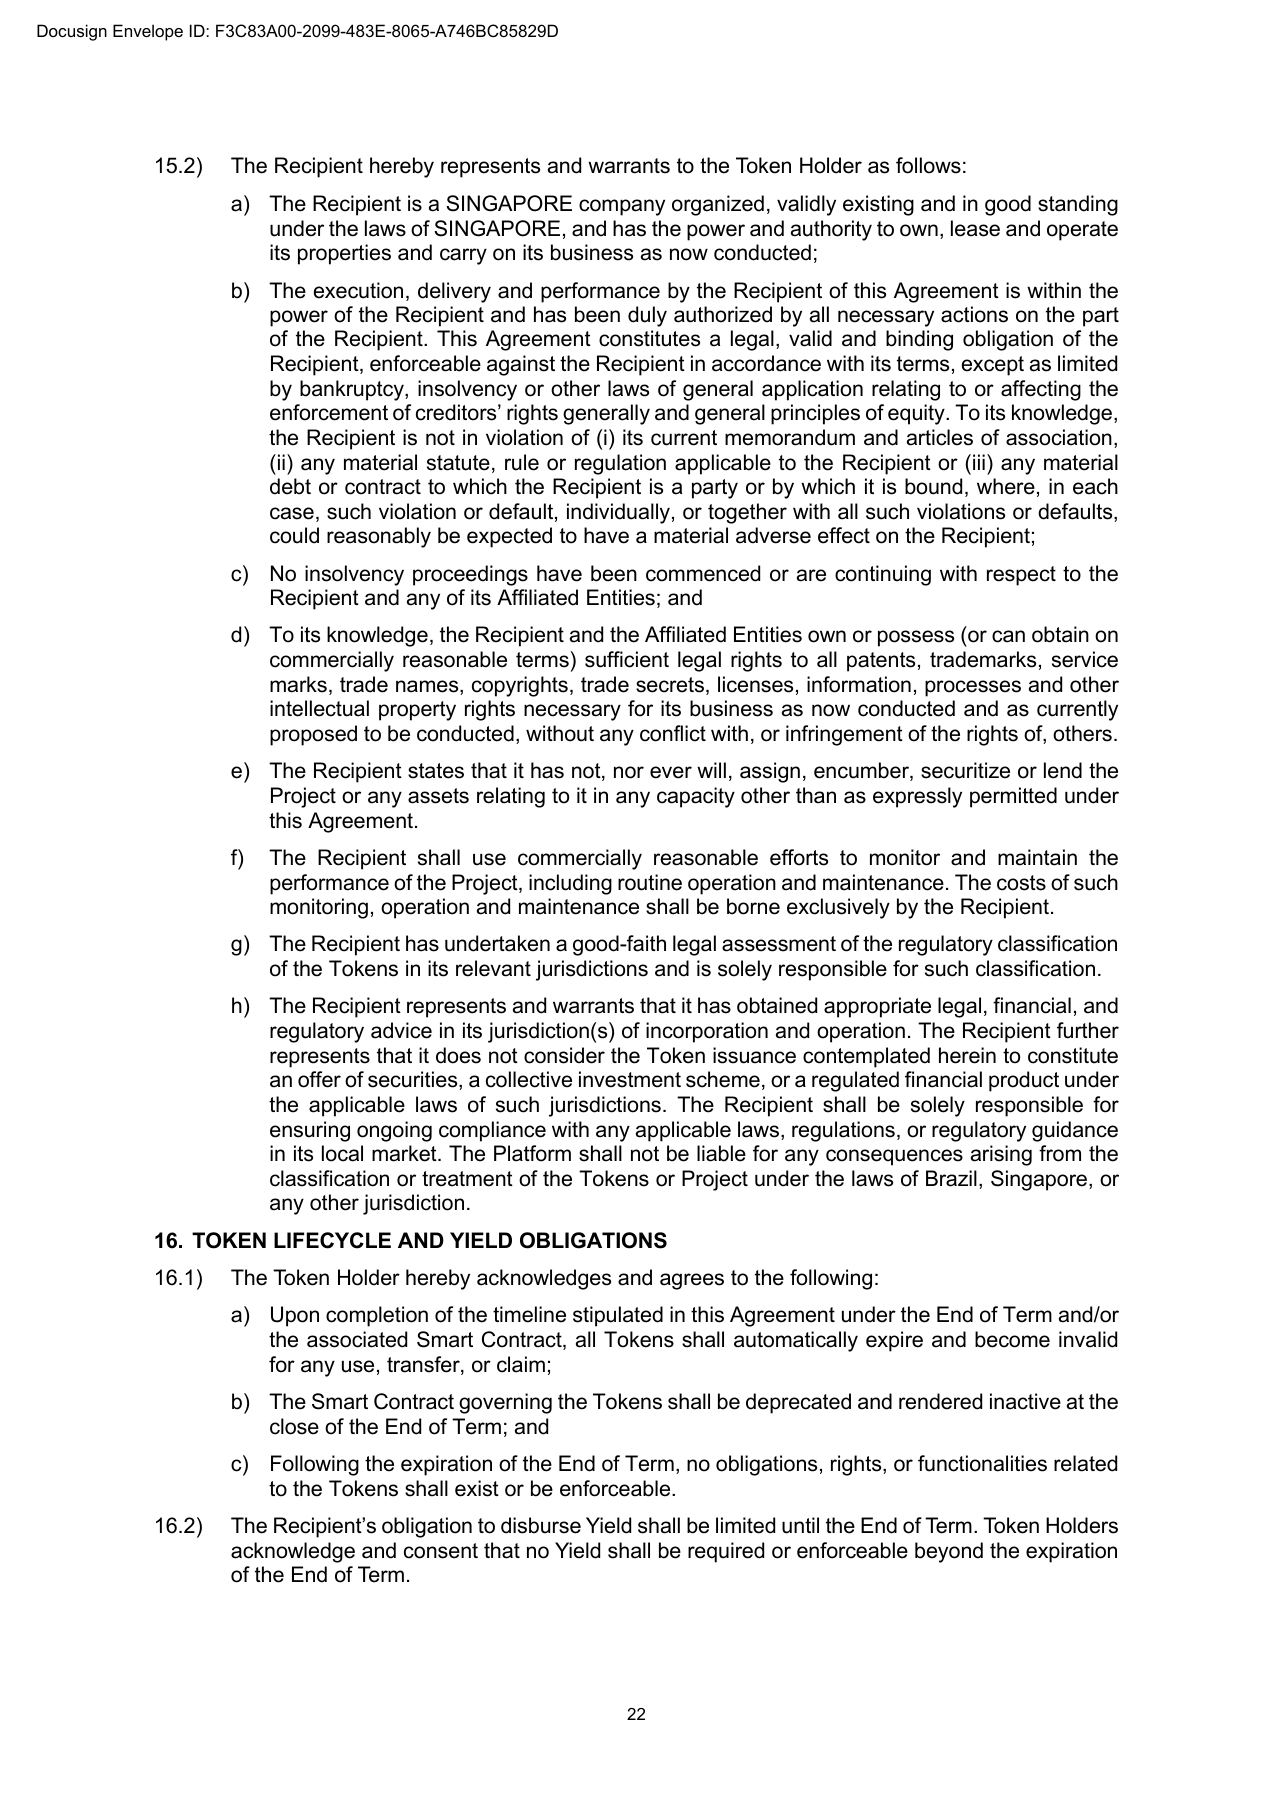 Docusign Envelope ID: F3C83A00-2099-483E-8065-A746BC85829D
15.2) The Recipient hereby represents and warrants to the Token Holder as follows:
a) The Recipient is a SINGAPORE company organized, validly existing and in good standing
under the laws of SINGAPORE, and has the power and authority to own, lease and operate
its properties and carry on its business as now conducted;
b) The execution, delivery and performance by the Recipient of this Agreement is within the
power of the Recipient and has been duly authorized by all necessary actions on the part
of the Recipient. This Agreement constitutes a legal, valid and binding obligation of the
Recipient, enforceable against the Recipient in accordance with its terms, except as limited
by bankruptcy, insolvency or other laws of general application relating to or affecting the
enforcement of creditors’ rights generally and general principles of equity. To its knowledge,
the Recipient is not in violation of (i) its current memorandum and articles of association,
(ii) any material statute, rule or regulation applicable to the Recipient or (iii) any material
debt or contract to which the Recipient is a party or by which it is bound, where, in each
case, such violation or default, individually, or together with all such violations or defaults,
could reasonably be expected to have a material adverse effect on the Recipient;
c) No insolvency proceedings have been commenced or are continuing with respect to the
Recipient and any of its Affiliated Entities; and
d) To its knowledge, the Recipient and the Affiliated Entities own or possess (or can obtain on
commercially reasonable terms) sufficient legal rights to all patents, trademarks, service
marks, trade names, copyrights, trade secrets, licenses, information, processes and other
intellectual property rights necessary for its business as now conducted and as currently
proposed to be conducted, without any conflict with, or infringement of the rights of, others.
e) The Recipient states that it has not, nor ever will, assign, encumber, securitize or lend the
Project or any assets relating to it in any capacity other than as expressly permitted under
this Agreement.
f) The Recipient shall use commercially reasonable efforts to monitor and maintain the
performance of the Project, including routine operation and maintenance. The costs of such
monitoring, operation and maintenance shall be borne exclusively by the Recipient.
g) The Recipient has undertaken a good-faith legal assessment of the regulatory classification
of the Tokens in its relevant jurisdictions and is solely responsible for such classification.
h) The Recipient represents and warrants that it has obtained appropriate legal, financial, and
regulatory advice in its jurisdiction(s) of incorporation and operation. The Recipient further
represents that it does not consider the Token issuance contemplated herein to constitute
an offer of securities, a collective investment scheme, or a regulated financial product under
the applicable laws of such jurisdictions. The Recipient shall be solely responsible for
ensuring ongoing compliance with any applicable laws, regulations, or regulatory guidance
in its local market. The Platform shall not be liable for any consequences arising from the
classification or treatment of the Tokens or Project under the laws of Brazil, Singapore, or
any other jurisdiction.
16. TOKEN LIFECYCLE AND YIELD OBLIGATIONS
16.1) The Token Holder hereby acknowledges and agrees to the following:
a) Upon completion of the timeline stipulated in this Agreement under the End of Term and/or
the associated Smart Contract, all Tokens shall automatically expire and become invalid
for any use, transfer, or claim;
b) The Smart Contract governing the Tokens shall be deprecated and rendered inactive at the
close of the End of Term; and
c) Following the expiration of the End of Term, no obligations, rights, or functionalities related
to the Tokens shall exist or be enforceable.
16.2) The Recipient’s obligation to disburse Yield shall be limited until the End of Term. Token Holders
acknowledge and consent that no Yield shall be required or enforceable beyond the expiration
of the End of Term.
22